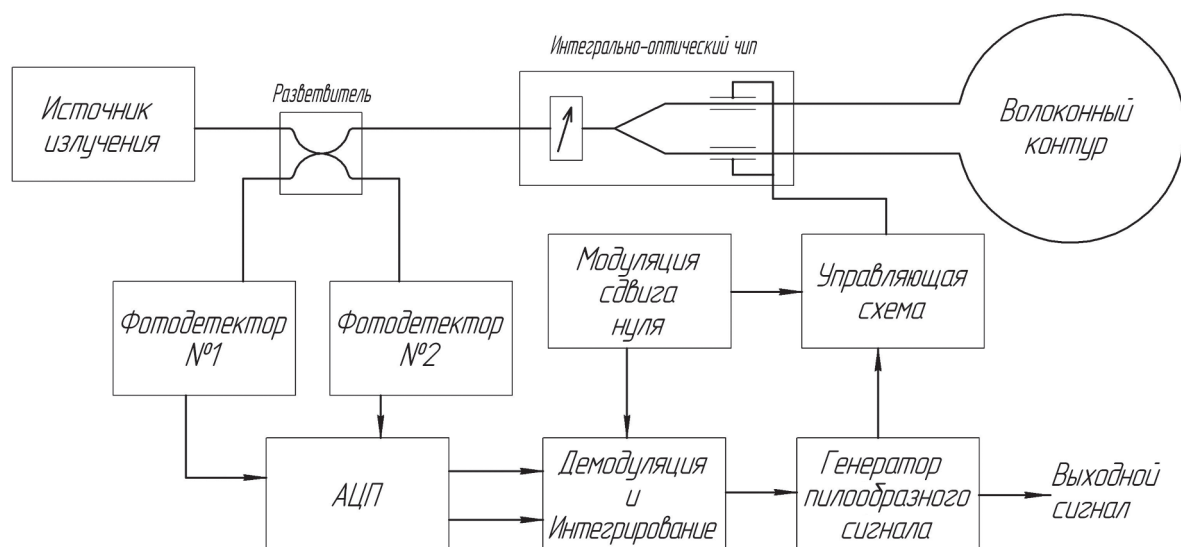 Интегрально-оптический чип
Источник
излучения
Разветвитель
Волоконный
контур
Модуляция
сдвига
нуля
Управляющая
схема
Фотодетектор
№1
Фотодетектор
№2
АЦП
Демодуляция
и
Интегрирование
Генератор
пилообразного
сигнала
Выходной
сигнал